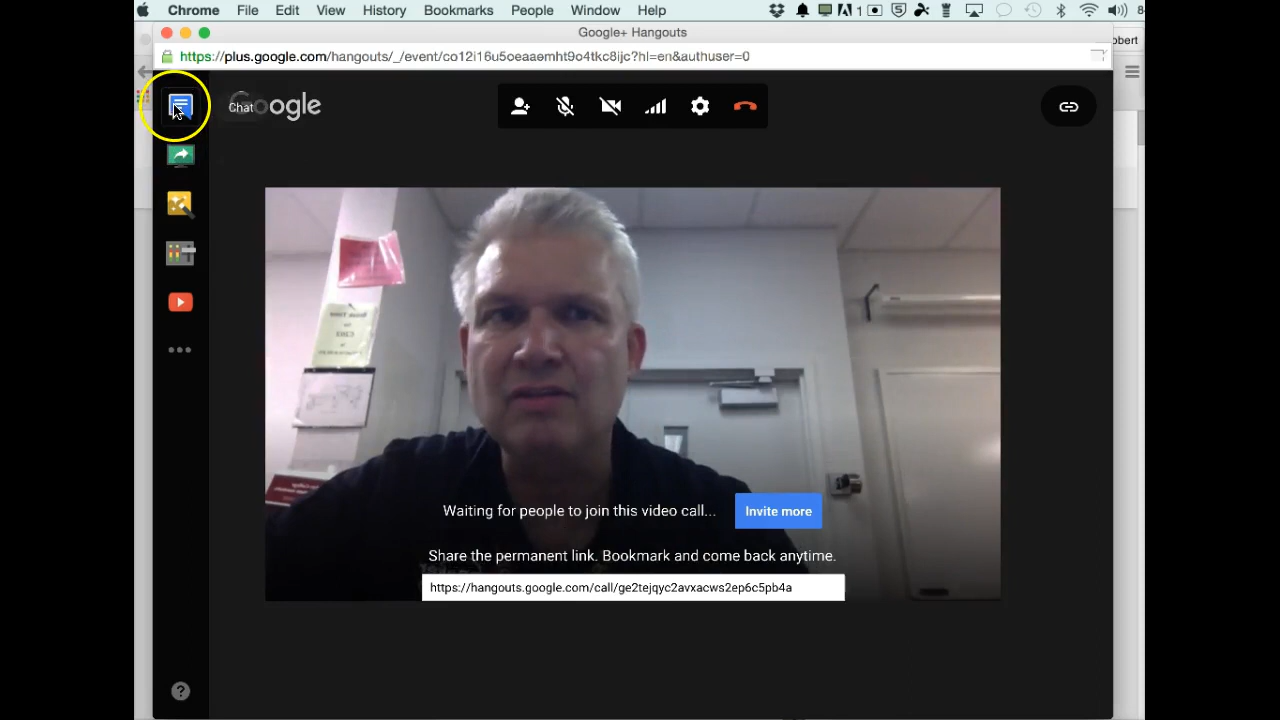 Chrome File Edit View History Bookmarks People Window Help 1 8
Google+ Hangouts
https://plus.google.com/hangouts/_/event/co12i16u5oeaaemht9o4tkc8ijc?hl=en&authuser=0
Chat Google
Waiting for people to join this video call... Invite more
Share the permanent link. Bookmark and come back anytime.
https://hangouts.google.com/call/ge2tejqyc2avxacws2ep6c5pb4a